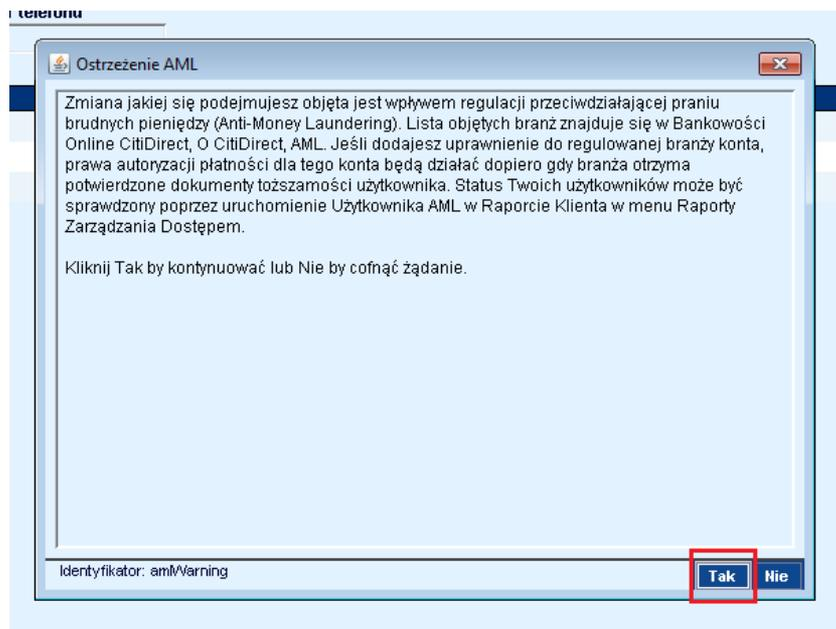 telefonu
Ostrzeżenie AML
Zmiana jakiej się podejmujesz objęta jest wpływem regulacji przeciwdziałającej praniu
brudnych pieniędzy (Anti-Money Laundering). Lista objętych branż znajduje się w Bankowości
Online CitiDirect, O CitiDirect, AML. Jeśli dodajesz uprawnienie do regulowanej branży konta,
prawa autoryzacji płatności dla tego konta będą działać dopiero gdy branża otrzyma
potwierdzone dokumenty toższamości użytkownika. Status Twoich użytkowników może być
sprawdzony poprzez uruchomienie Użytkownika AML w Raporcie Klienta w menu Raporty
Zarządzania Dostępem.
Kliknij Tak by kontynuować lub Nie by cofnąć żądanie.
Identyfikator: amlWarning
Tak Nie